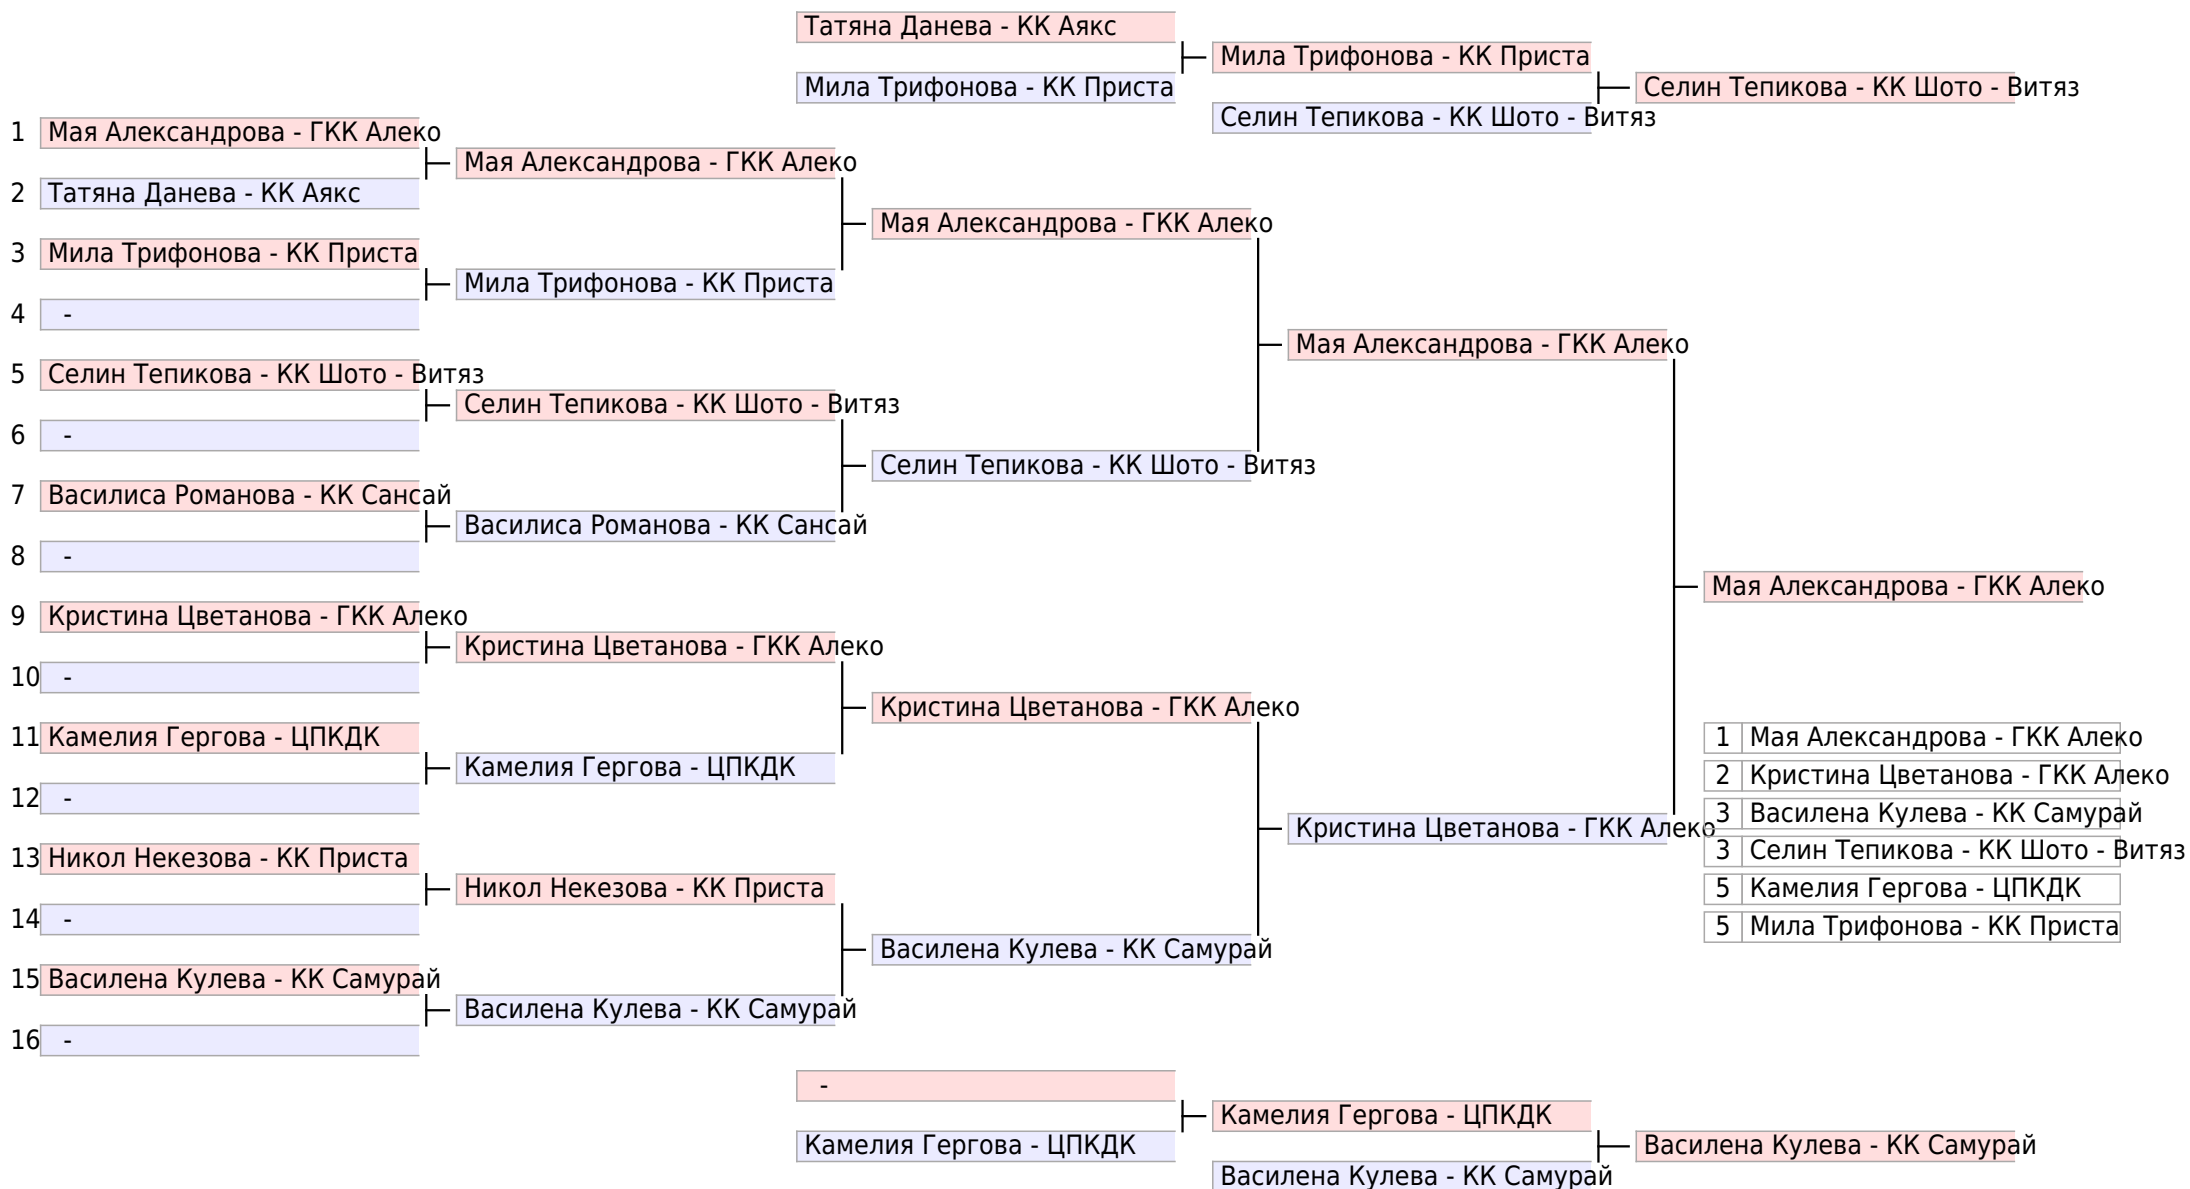 Татяна Данева - КК Аякс
Мила Трифонова - КК Приста
Мила Трифонова - КК Приста
Селин Тепикова - КК Шото - Витяз
Селин Тепикова - КК Шото - Витяз
1 Мая Александрова - ГКК Алеко
Мая Александрова - ГКК Алеко
2 Татяна Данева - КК Аякс
Мая Александрова - ГКК Алеко
3 Мила Трифонова - КК Приста
Мила Трифонова - КК Приста
4 -
Мая Александрова - ГКК Алеко
5 Селин Тепикова - КК Шото - Витяз
Селин Тепикова - КК Шото - Витяз
6 -
Селин Тепикова - КК Шото - Витяз
7 Василиса Романова - КК Сансай
Василиса Романова - КК Сансай
8 -
Мая Александрова - ГКК Алеко
9 Кристина Цветанова - ГКК Алеко
Кристина Цветанова - ГКК Алеко
10 -
Кристина Цветанова - ГКК Алеко
11 Камелия Гергова - ЦПКДК
Камелия Гергова - ЦПКДК
12 -
Кристина Цветанова - ГКК Алеко
13 Никол Некезова - КК Приста
Никол Некезова - КК Приста
14 -
Василена Кулева - КК Самурай
15 Василена Кулева - КК Самурай
Василена Кулева - КК Самурай
16 -
1 Мая Александрова - ГКК Алеко
2 Кристина Цветанова - ГКК Алеко
3 Василена Кулева - КК Самурай
3 Селин Тепикова - КК Шото - Витяз
5 Камелия Гергова - ЦПКДК
5 Мила Трифонова - КК Приста
-
Камелия Гергова - ЦПКДК
Камелия Гергова - ЦПКДК
Василена Кулева - КК Самурай
Василена Кулева - КК Самурай